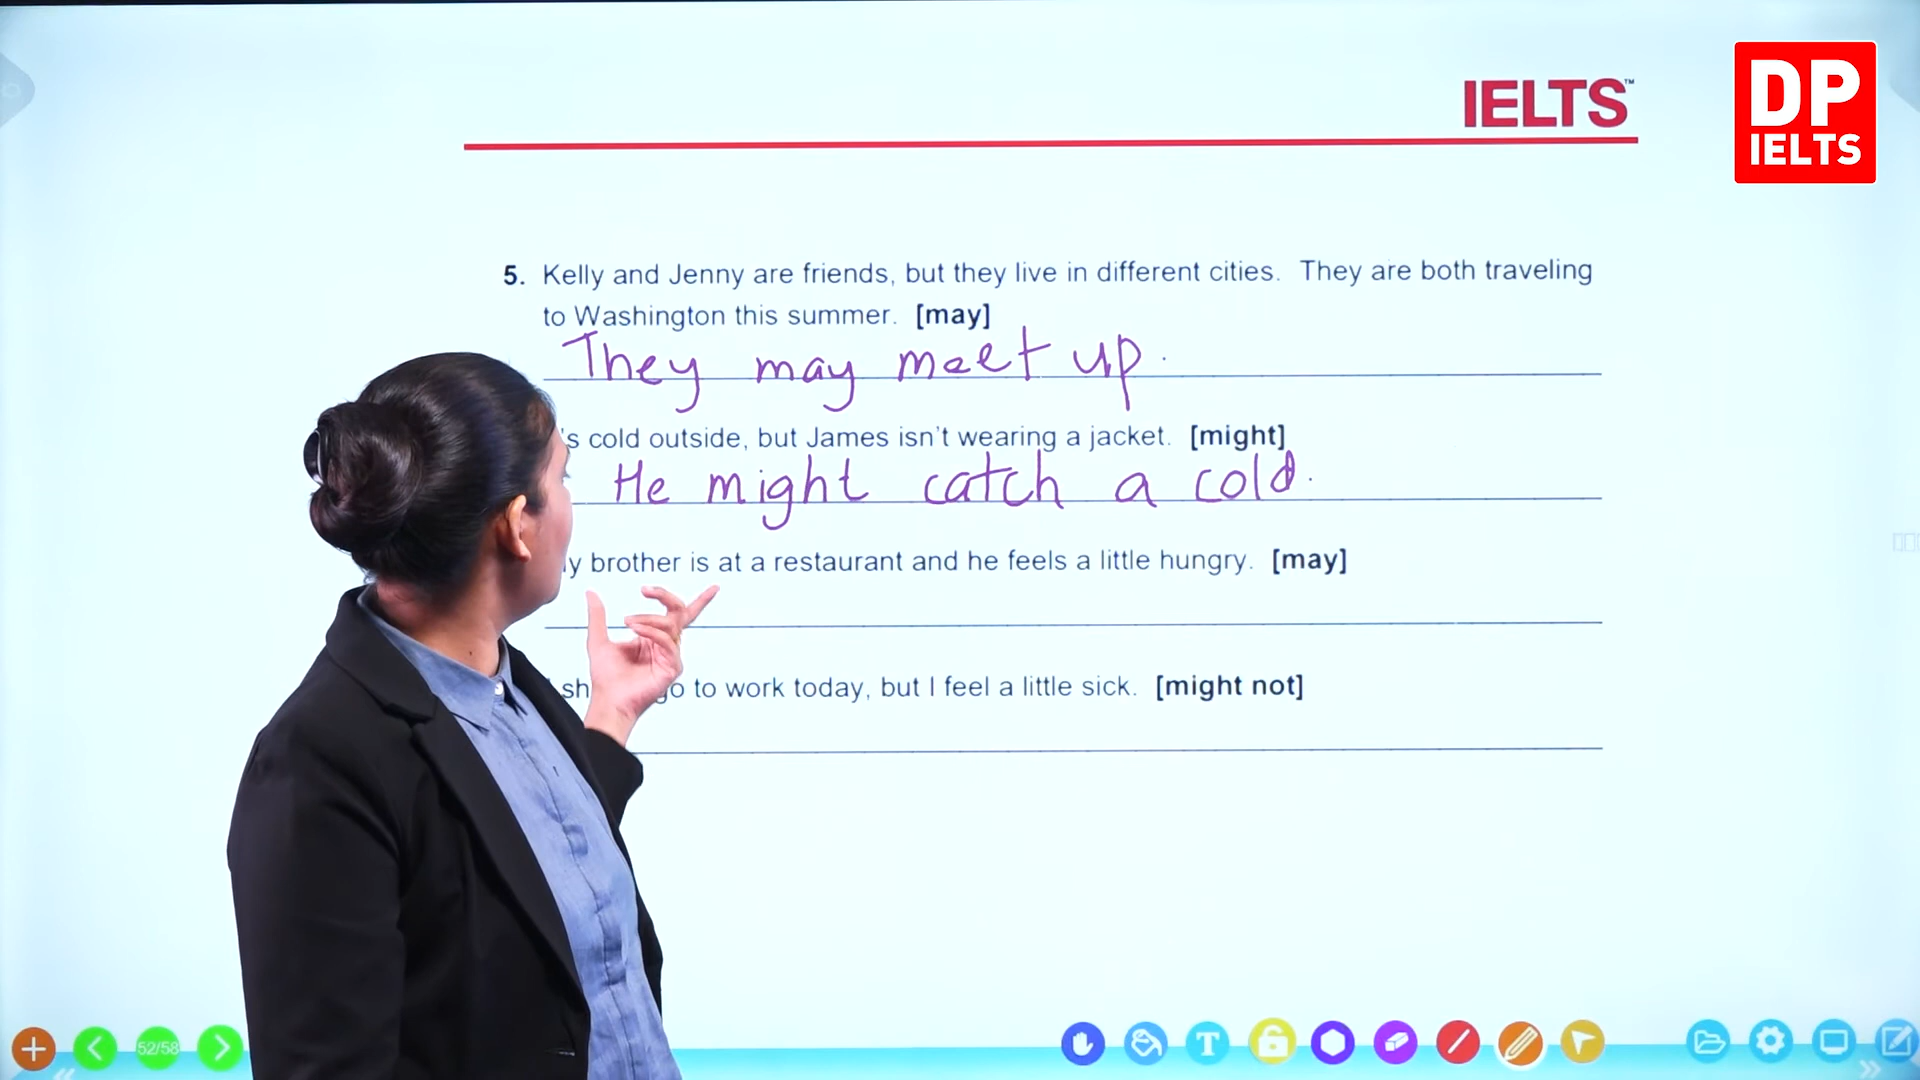 IELTS™
DP
IELTS
5. Kelly and Jenny are friends, but they live in different cities. They are both traveling
to Washington this summer. [may]
They may meet up.
's cold outside, but James isn't wearing a jacket. [might]
He might catch a cold.
y brother is at a restaurant and he feels a little hungry. [may]
sh go to work today, but I feel a little sick. [might not]
52/58
T